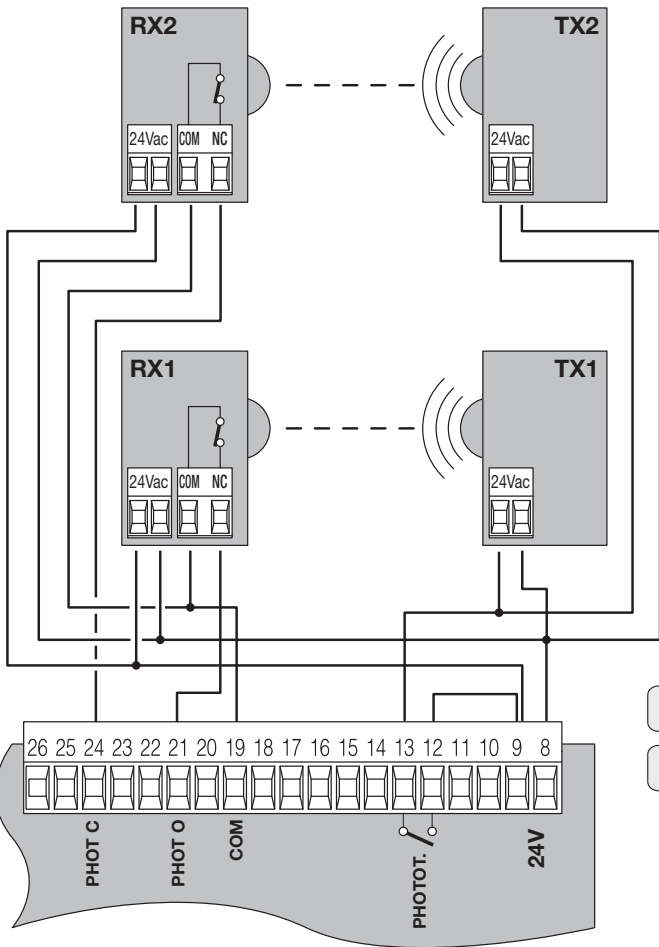 RX2 TX2
24Vac COM NC 24Vac
RX1 TX1
24Vac COM NC 24Vac
26 25 24 23 22 21 20 19 18 17 16 15 14 13 12 11 10 9 8
PHOT C
PHOT O
COM
PHOTOT.
24V